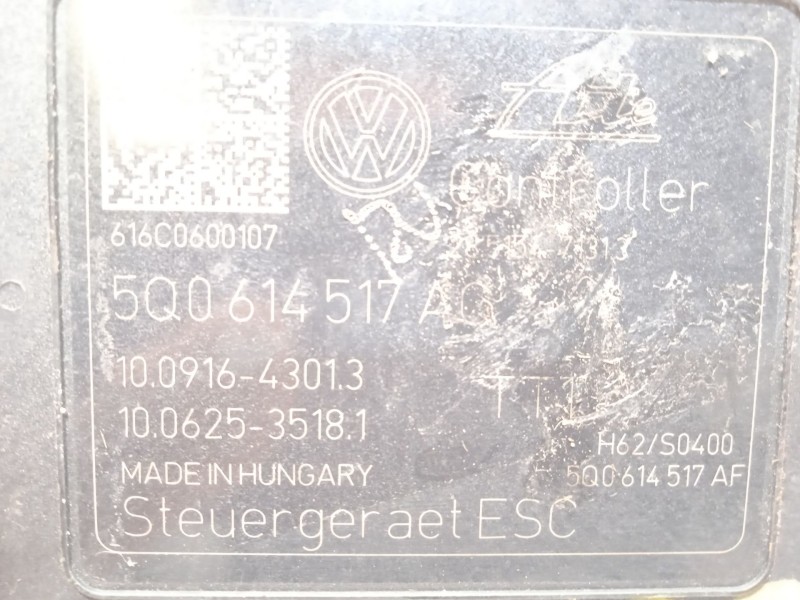 616C0600107
Controller
5Q0 614 517 AQ
10.0916-4301.3
10.0625-3518.1
H62/S0400
MADE IN HUNGARY
5Q0 614 517 AF
Steuergeraet ESC